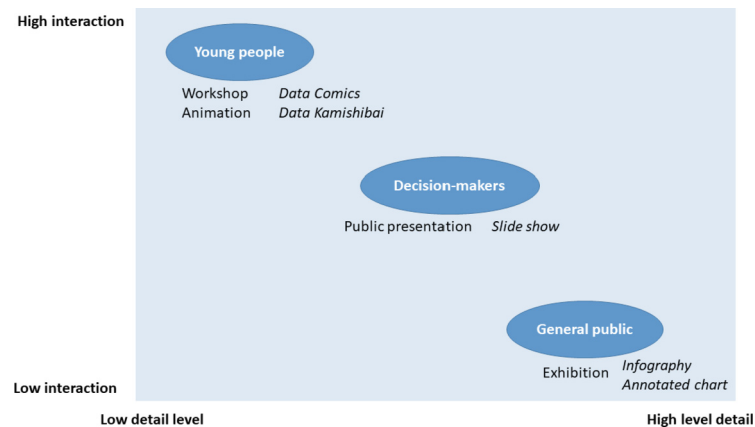 High interaction
Young people
Workshop Data Comics
Animation Data Kamishibai
Decision-makers
Public presentation Slide show
General public
Exhibition Infography
Annotated chart
Low interaction
Low detail level High level detail